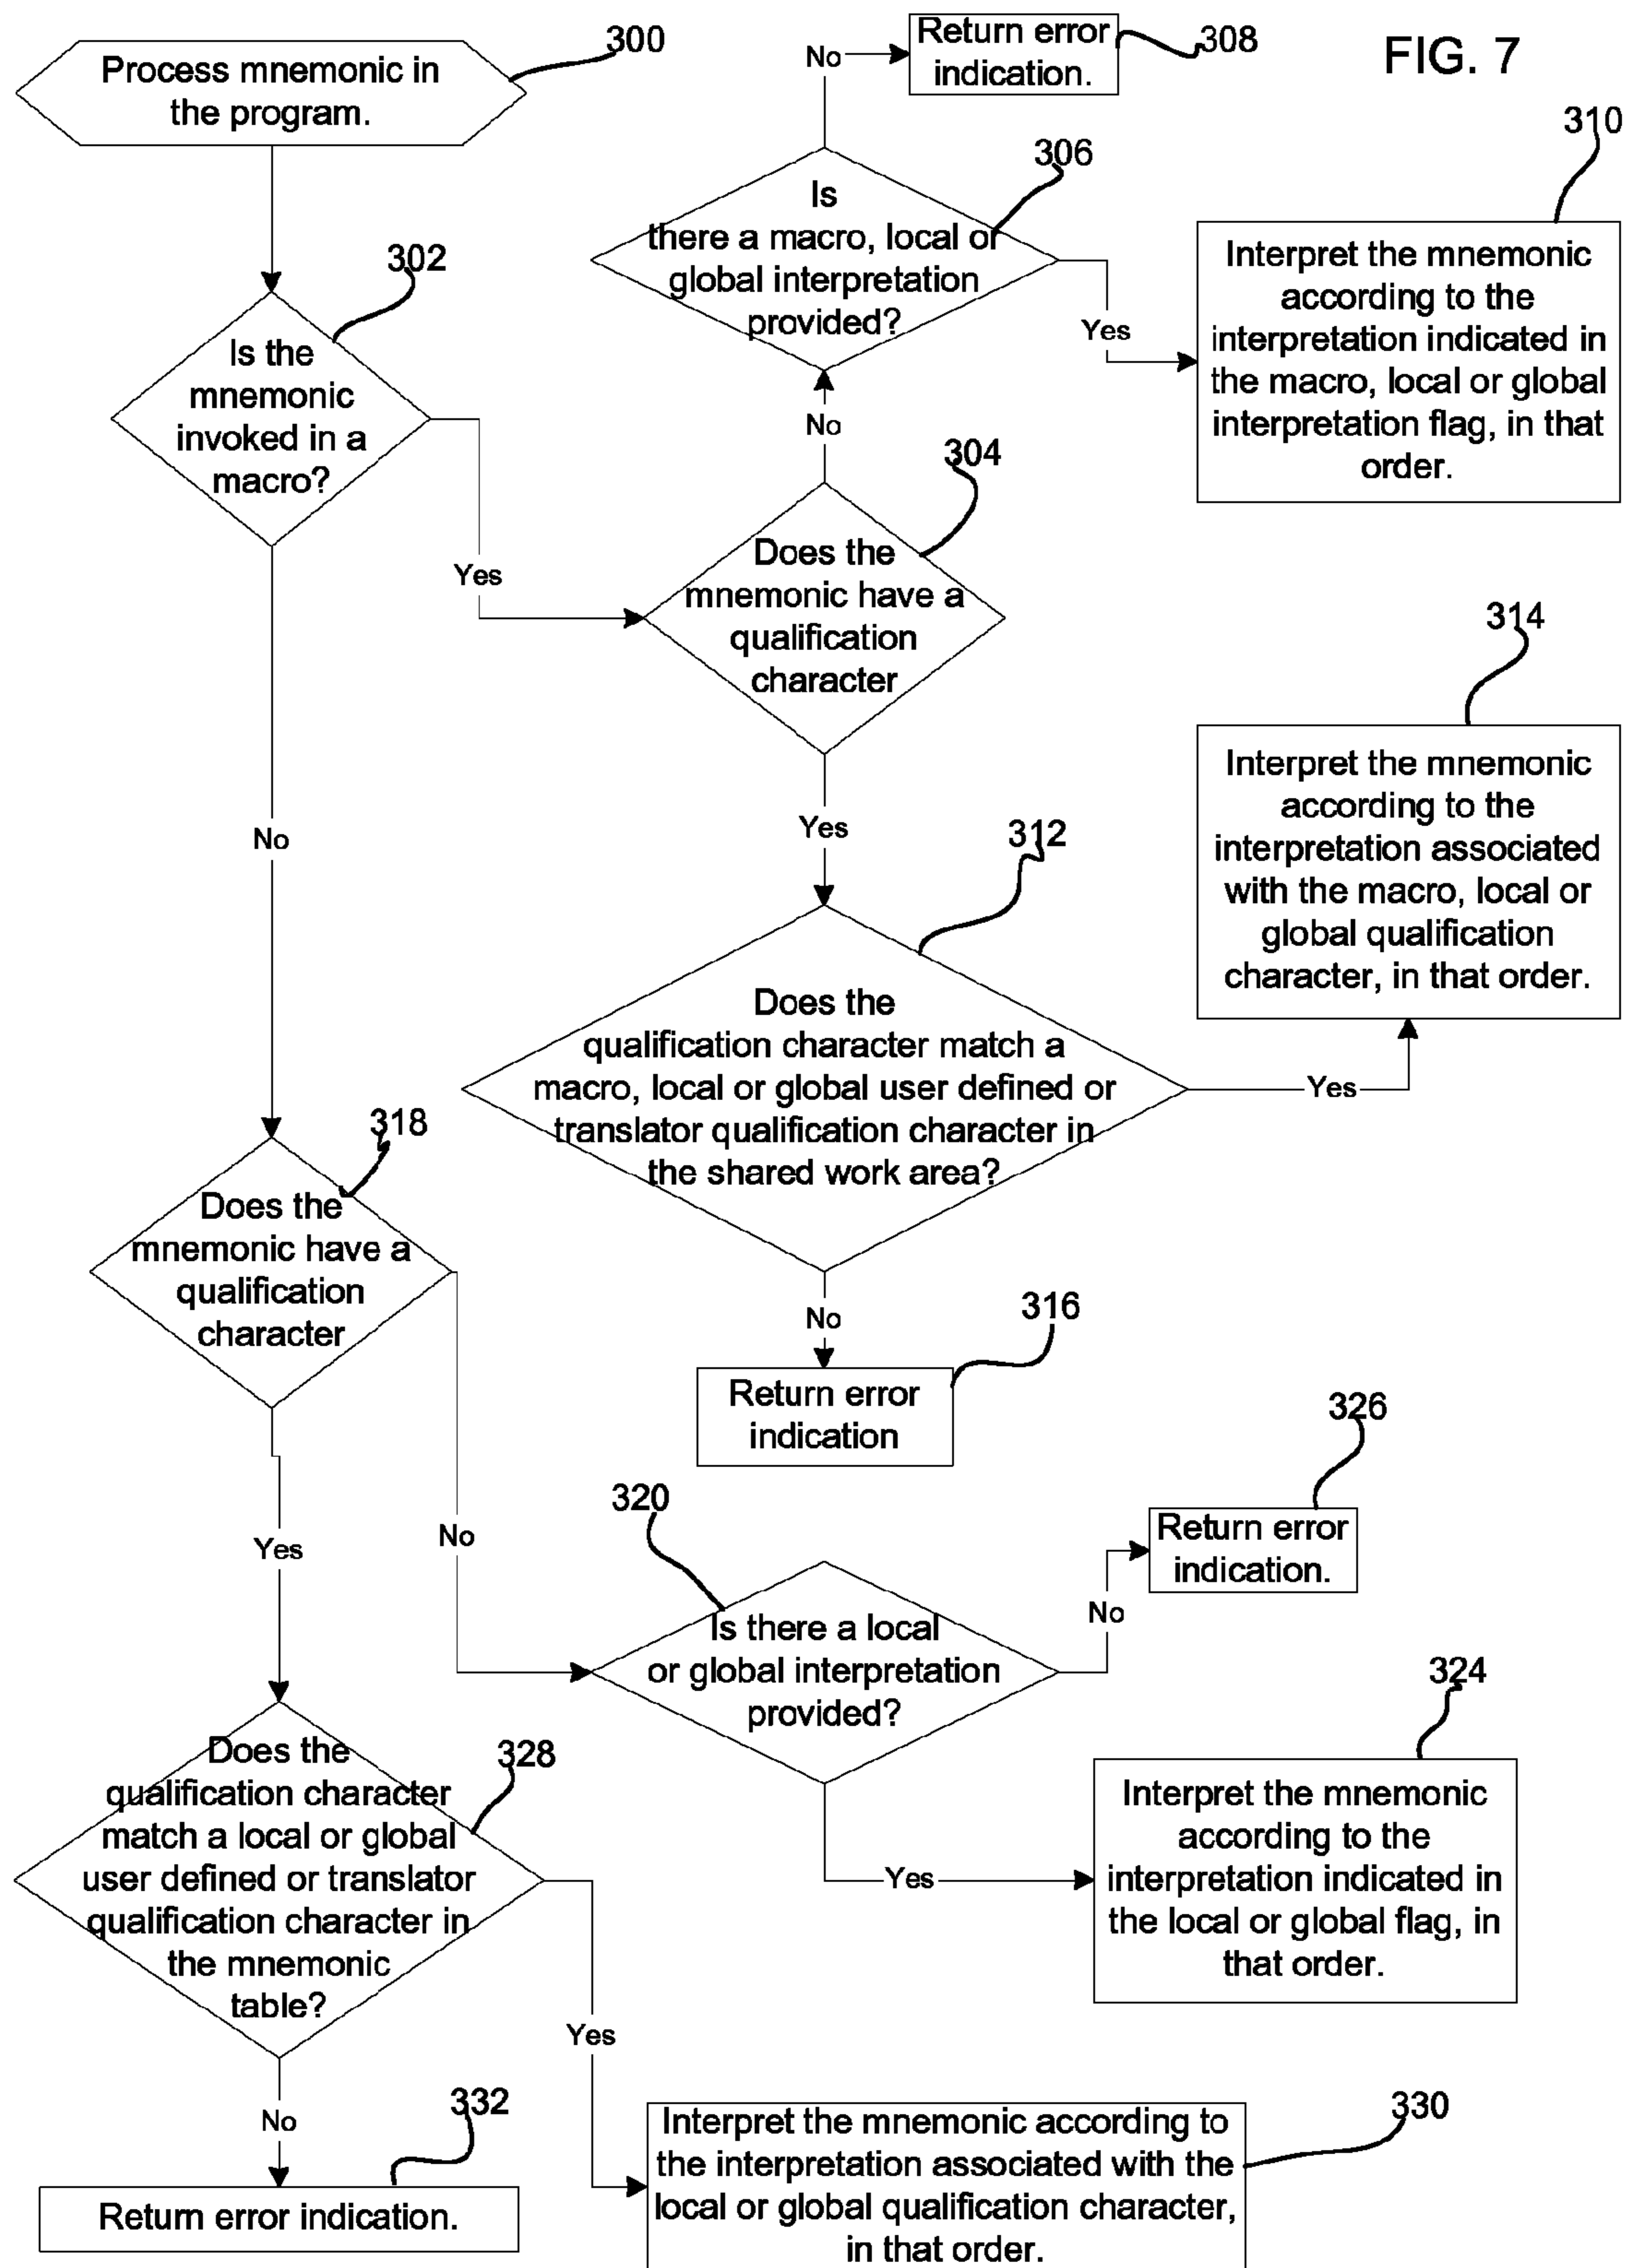 FIG. 7
300
Process mnemonic in
the program.
302
Is the
mnemonic
invoked in a
macro?
Yes
No
304
Does the
mnemonic have a
qualification
character
No
Yes
306
Is
there a macro, local or
global interpretation
provided?
No
Return error
indication.
308
Yes
310
Interpret the mnemonic
according to the
interpretation indicated in
the macro, local or global
interpretation flag, in that
order.
312
Does the
qualification character match a
macro, local or global user defined or
translator qualification character in
the shared work area?
Yes
314
Interpret the mnemonic
according to the
interpretation associated
with the macro, local or
global qualification
character, in that order.
No
316
Return error
indication
318
Does the
mnemonic have a
qualification
character
Yes
No
320
Is there a local
or global interpretation
provided?
No
326
Return error
indication.
Yes
324
Interpret the mnemonic
according to the
interpretation indicated in
the local or global flag, in
that order.
328
Does the
qualification character
match a local or global
user defined or translator
qualification character in
the mnemonic
table?
Yes
330
Interpret the mnemonic according to
the interpretation associated with the
local or global qualification character,
in that order.
No
332
Return error indication.